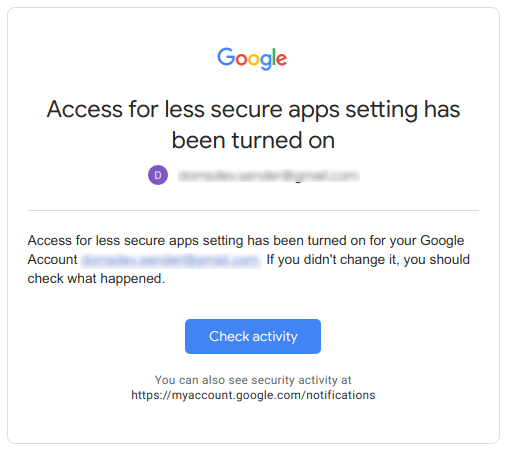 Google
Access for less secure apps setting has
been turned on
D
Access for less secure apps setting has been turned on for your Google
Account If you didn't change it, you should
check what happened.
Check activity
You can also see security activity at
https://myaccount.google.com/notifications